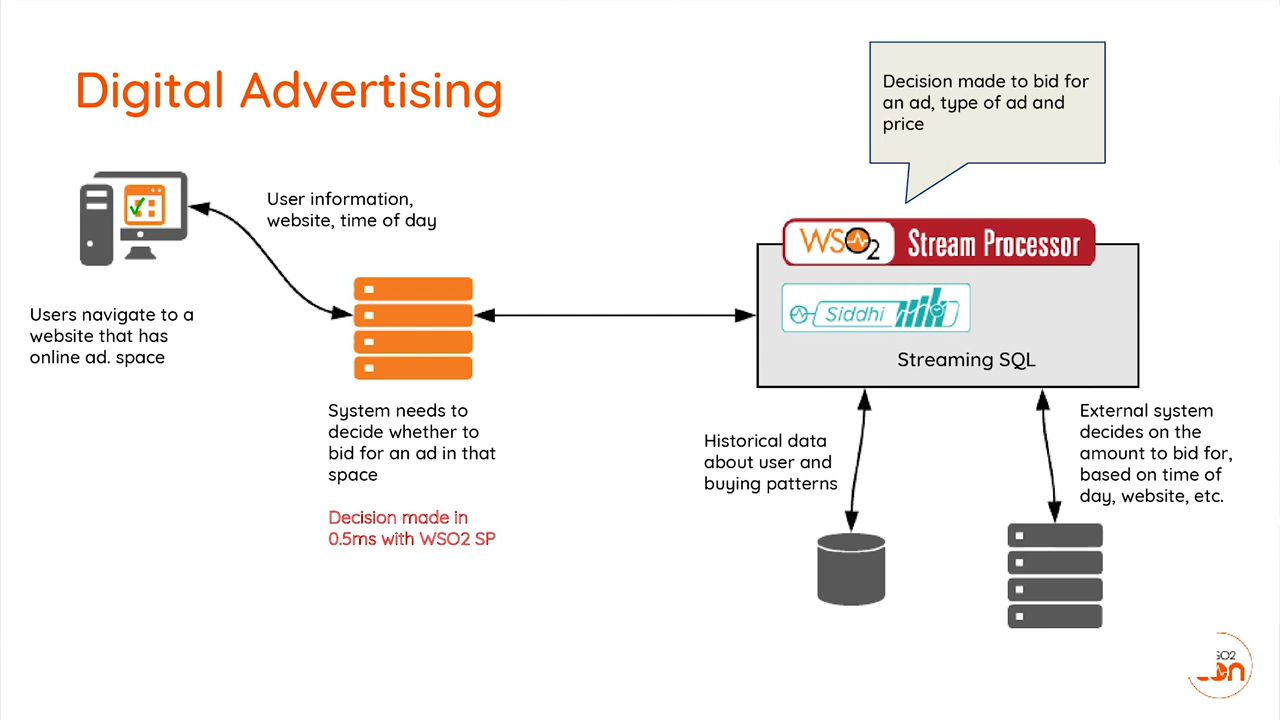 Digital Advertising
Decision made to bid for
an ad, type of ad and
price
User information,
website, time of day
WSO2 Stream Processor
Siddhi
Streaming SQL
Users navigate to a
website that has
online ad. space
System needs to
decide whether to
bid for an ad in that
space
Decision made in
0.5ms with WSO2 SP
Historical data
about user and
buying patterns
External system
decides on the
amount to bid for,
based on time of
day, website, etc.